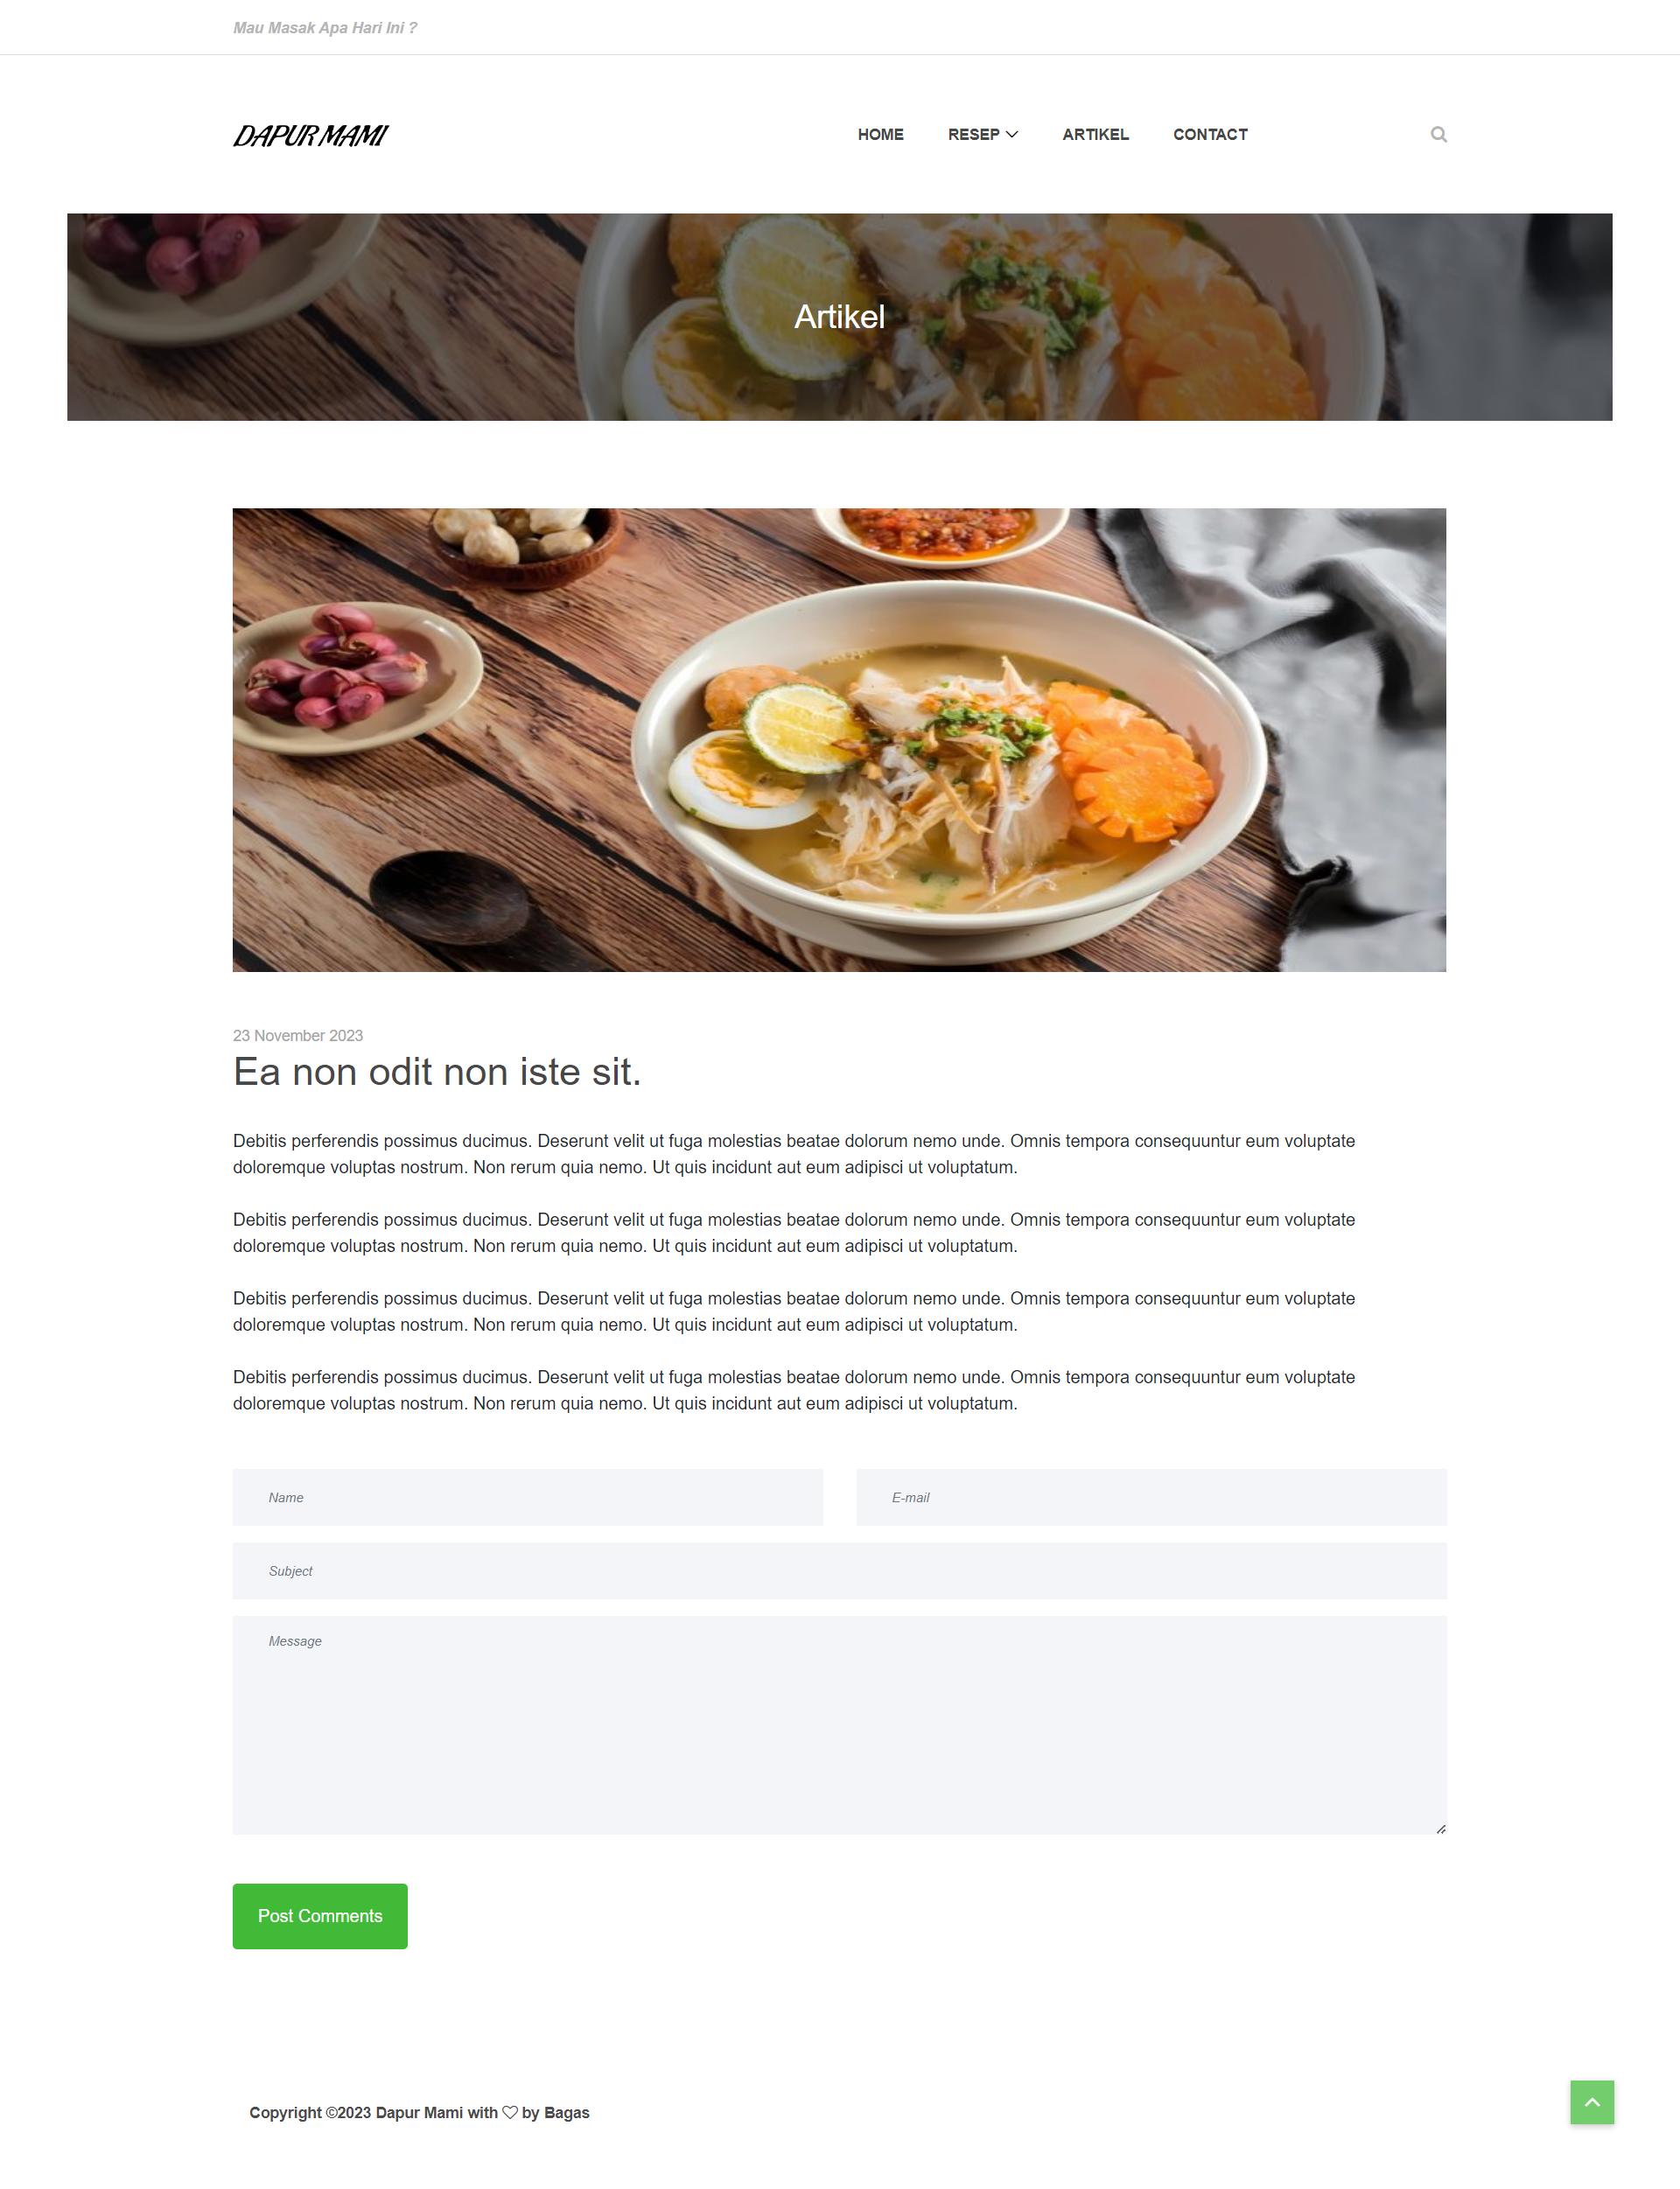 Mau Masak Apa Hari Ini ?
DAPUR MAMI
HOME RESEP ARTIKEL CONTACT
Artikel
23 November 2023
Ea non odit non iste sit.
Debitis perferendis possimus ducimus. Deserunt velit ut fuga molestias beatae dolorum nemo unde. Omnis tempora consequuntur eum voluptate
doloremque voluptas nostrum. Non rerum quia nemo. Ut quis incidunt aut eum adipisci ut voluptatum.
Debitis perferendis possimus ducimus. Deserunt velit ut fuga molestias beatae dolorum nemo unde. Omnis tempora consequuntur eum voluptate
doloremque voluptas nostrum. Non rerum quia nemo. Ut quis incidunt aut eum adipisci ut voluptatum.
Debitis perferendis possimus ducimus. Deserunt velit ut fuga molestias beatae dolorum nemo unde. Omnis tempora consequuntur eum voluptate
doloremque voluptas nostrum. Non rerum quia nemo. Ut quis incidunt aut eum adipisci ut voluptatum.
Debitis perferendis possimus ducimus. Deserunt velit ut fuga molestias beatae dolorum nemo unde. Omnis tempora consequuntur eum voluptate
doloremque voluptas nostrum. Non rerum quia nemo. Ut quis incidunt aut eum adipisci ut voluptatum.
Name E-mail
Subject
Message
Post Comments
Copyright ©2023 Dapur Mami with ♡ by Bagas